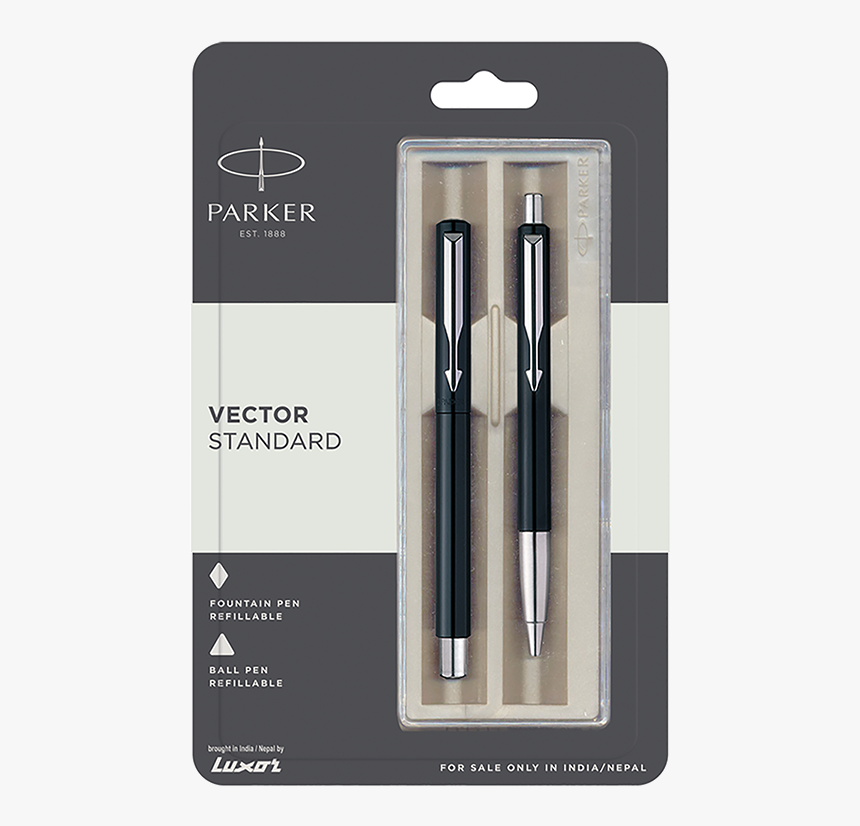 PARKER
EST. 1888
PARKER
VECTOR
STANDARD
FOUNTAIN PEN
REFILLABLE
BALL PEN
REFILLABLE
brought in India / Nepal by
Luxor
FOR SALE ONLY IN INDIA/NEPAL